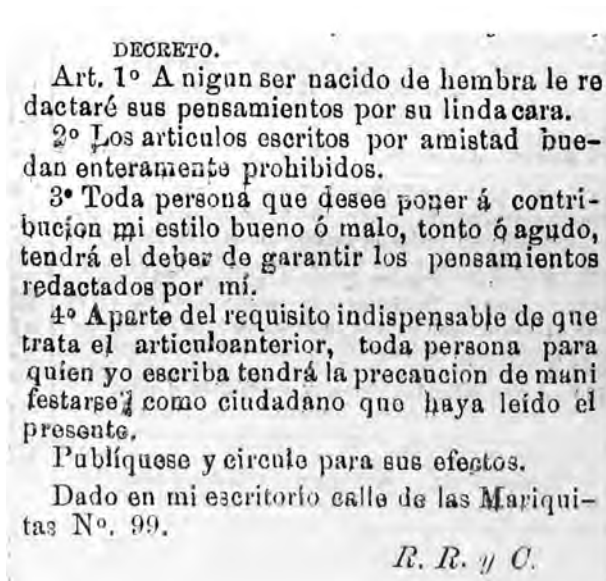 DECRETO.
Art. 1º A nigun ser nacido de hembra le re
dactaré sus pensamientos por su linda cara.
2º Los articulos escritos por amistad bue-
dan enteramente prohibidos.
3º Toda persona que desee poner á contri-
bucion mi estilo bueno ó malo, tonto ó agudo,
tendrá el deber de garantir los pensamientos
redactados por mí.
4º Aparte del requisito indispensable de que
trata el articuloanterior, toda persona para
quien yo escriba tendrá la precaucion de mani
festarse, como ciudadano que haya leído el
presente.
Publíquese y circule para sus efectos.
Dado en mi escritorio calle de las Mariqui-
tas Nº. 99.
R. R. y C.